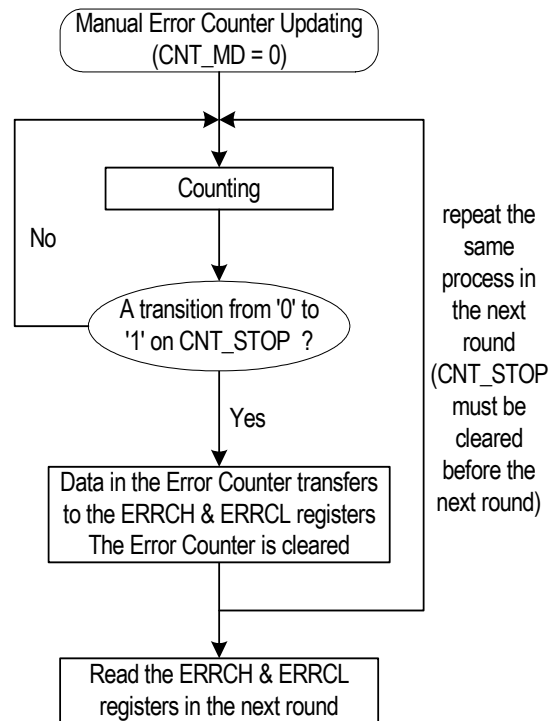 Manual Error Counter Updating
(CNT_MD = 0)
Counting
No
A transition from '0' to
'1' on CNT_STOP ?
Yes
Data in the Error Counter transfers
to the ERRCH & ERRCL registers
The Error Counter is cleared
repeat the
same
process in
the next
round
(CNT_STOP
must be
cleared
before the
next round)
Read the ERRCH & ERRCL
registers in the next round